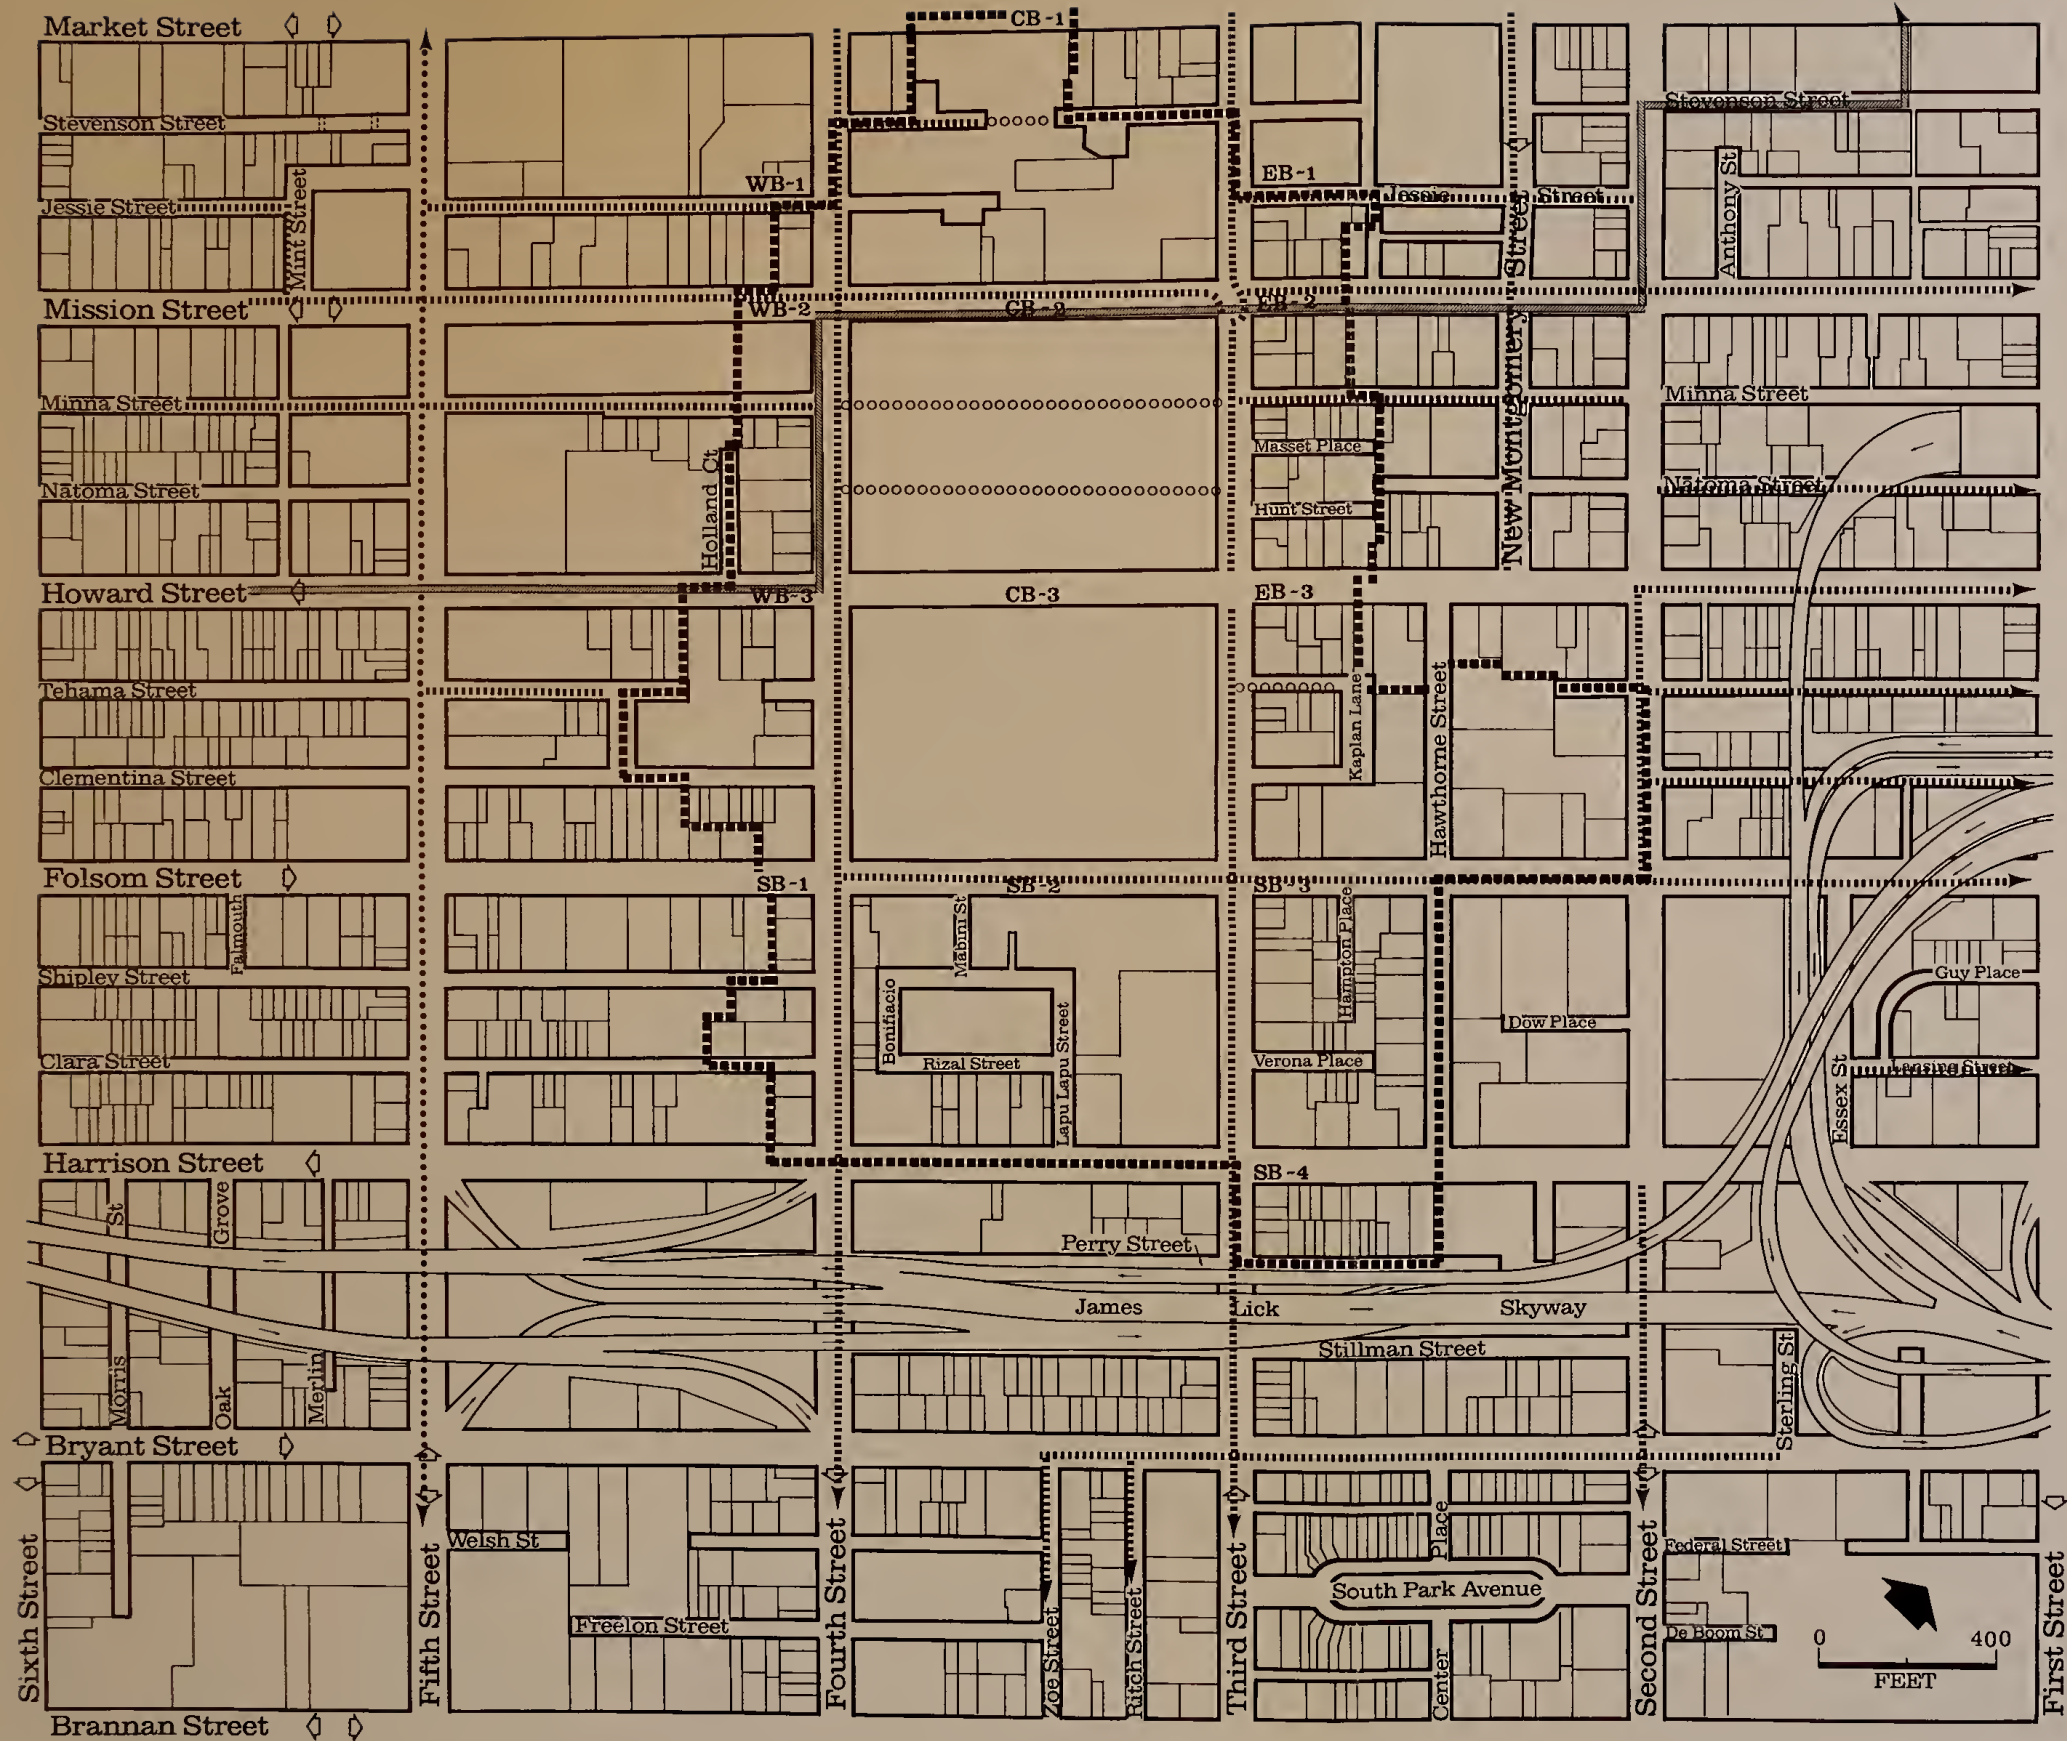 Market Street
CB-1
Stevenson Street
Stevenson Street
Mint Street
WB-1
EB-1
Jessie Street
Jessie Street
Anthony St
Mission Street
WB-2
CB-2
EB-2
New Montgomery Street
Minna Street
Minna Street
Masset Place
Holland Ct
Natoma Street
Natoma Street
Hunt Street
Howard Street
WB-3
CB-3
EB-3
Tehama Street
Kaplan Lane
Hawthorne Street
Clementina Street
Folsom Street
SB-1
SB-2
SB-3
Falmouth
Mabini St
Hampton Place
Shipley Street
Guy Place
Bonifiacio
Lapu Lapu Street
Dow Place
Clara Street
Rizal Street
Verona Place
Essex St
Lansing Street
Harrison Street
SB-4
Morris St
Oak Grove
Merlin
Perry Street
James Lick Skyway
Stillman Street
Sterling St
Bryant Street
Welsh St
Place
Federal Street
South Park Avenue
Freelon Street
De Boom St
0 400
FEET
Sixth Street
Fifth Street
Fourth Street
Zoe Street
Ritch Street
Third Street
Center
Second Street
First Street
Brannan Street